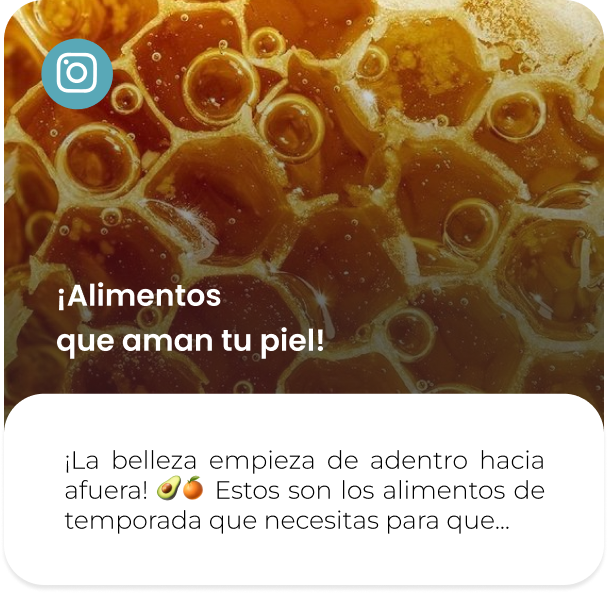 ¡Alimentos
que aman tu piel!
¡La belleza empieza de adentro hacia
afuera! 🥑🍊 Estos son los alimentos de
temporada que necesitas para que...